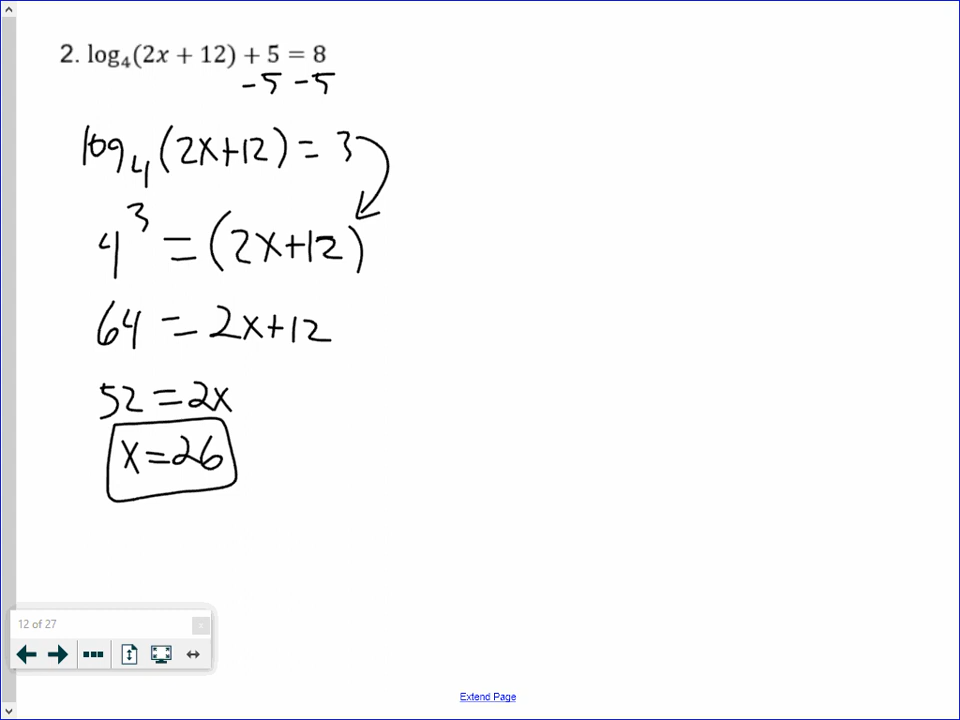 2. log₄(2x + 12) + 5 = 8
-5 -5
log₄(2x+12) = 3
4³ = (2x+12)
64 = 2x+12
52 = 2x
x = 26
12 of 27
Extend Page